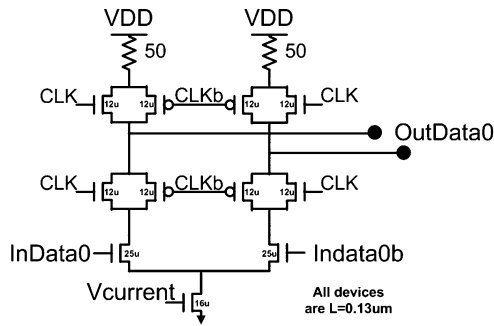 VDD VDD
50 50
CLK 12u 12u CLKb 12u 12u CLK
OutData0
CLK 12u 12u CLKb 12u 12u CLK
InData0 25u 25u Indata0b
Vcurrent 16u
All devices
are L=0.13um